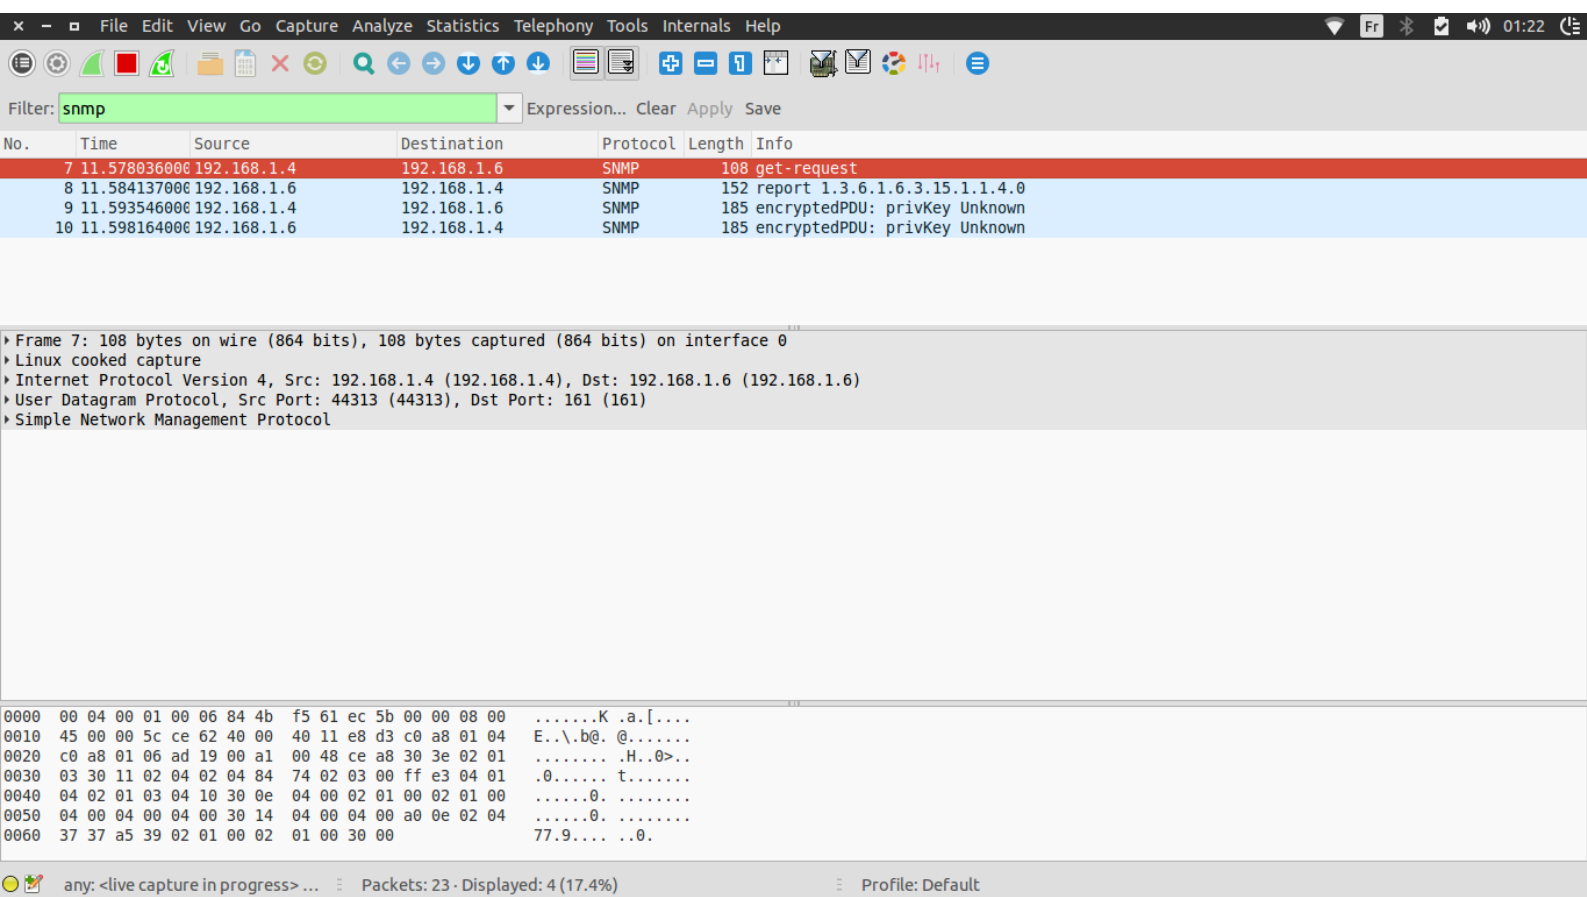 File Edit View Go Capture Analyze Statistics Telephony Tools Internals Help Fr 01:22
Filter: snmp Expression... Clear Apply Save
No. Time Source Destination Protocol Length Info
7 11.578036000 192.168.1.4 192.168.1.6 SNMP 108 get-request
8 11.584137000 192.168.1.6 192.168.1.4 SNMP 152 report 1.3.6.1.6.3.15.1.1.4.0
9 11.593546000 192.168.1.4 192.168.1.6 SNMP 185 encryptedPDU: privKey Unknown
10 11.598164000 192.168.1.6 192.168.1.4 SNMP 185 encryptedPDU: privKey Unknown
Frame 7: 108 bytes on wire (864 bits), 108 bytes captured (864 bits) on interface 0
Linux cooked capture
Internet Protocol Version 4, Src: 192.168.1.4 (192.168.1.4), Dst: 192.168.1.6 (192.168.1.6)
User Datagram Protocol, Src Port: 44313 (44313), Dst Port: 161 (161)
Simple Network Management Protocol
0000 00 04 00 01 00 06 84 4b f5 61 ec 5b 00 00 08 00 .......K .a.[....
0010 45 00 00 5c ce 62 40 00 40 11 e8 d3 c0 a8 01 04 E..\.b@. @.......
0020 c0 a8 01 06 ad 19 00 a1 00 48 ce a8 30 3e 02 01 ........ .H..0>..
0030 03 30 11 02 04 02 04 84 74 02 03 00 ff e3 04 01 .0...... t.......
0040 04 02 01 03 04 10 30 0e 04 00 02 01 00 02 01 00 ......0. ........
0050 04 00 04 00 04 00 30 14 04 00 04 00 a0 0e 02 04 ......0. ........
0060 37 37 a5 39 02 01 00 02 01 00 30 00 77.9.... ..0.
any: <live capture in progress> ... Packets: 23 · Displayed: 4 (17.4%) Profile: Default